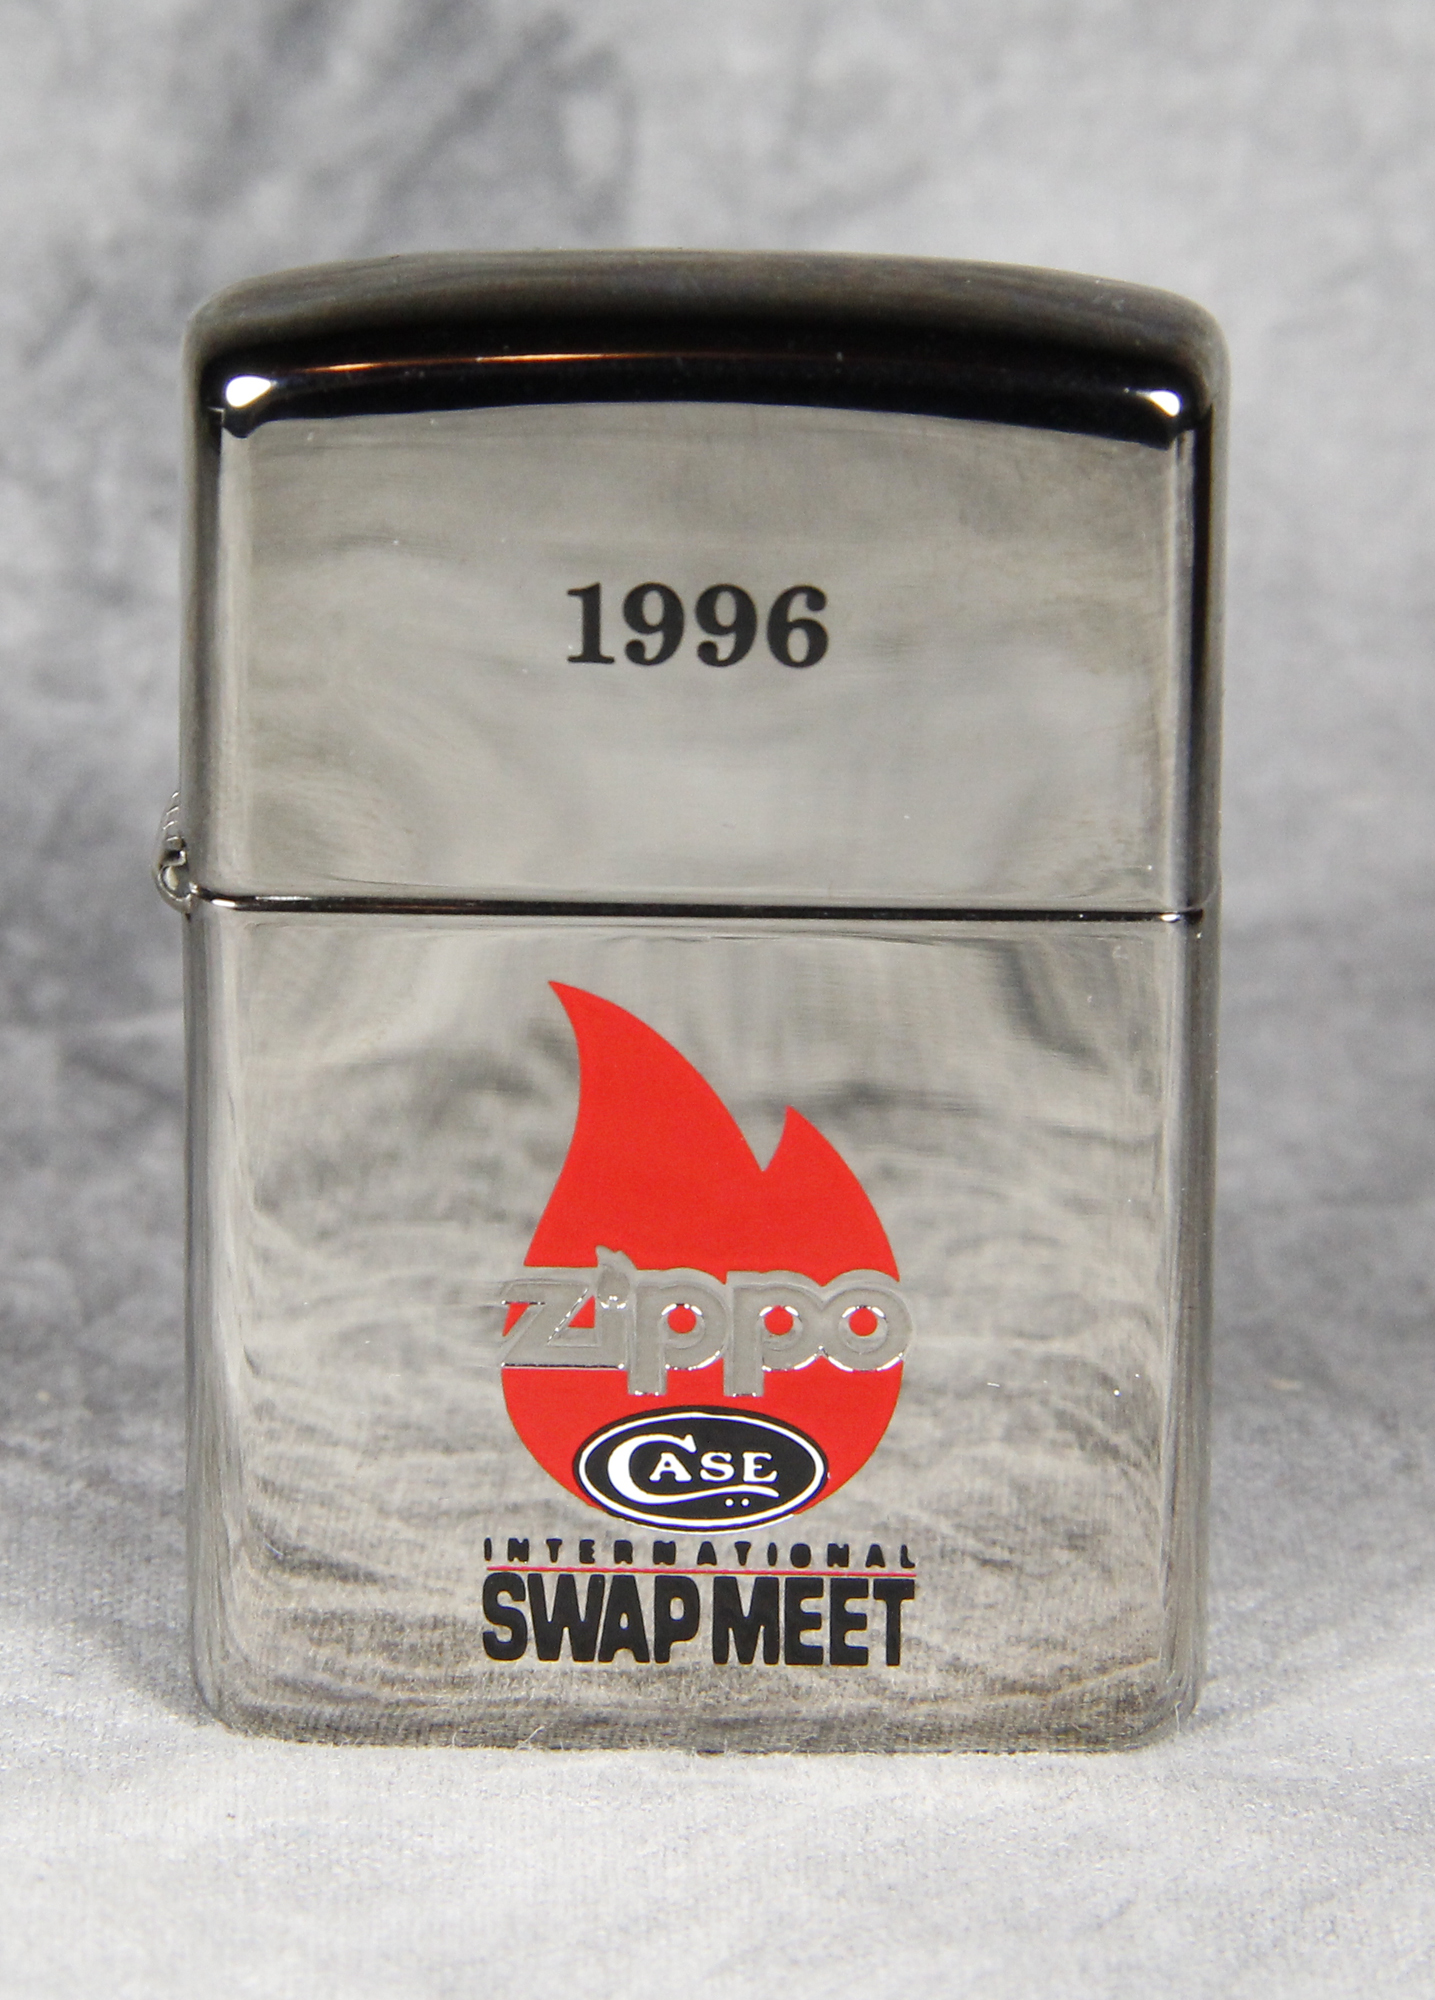 1996
Zippo
CASE
INTERNATIONAL
SWAP MEET